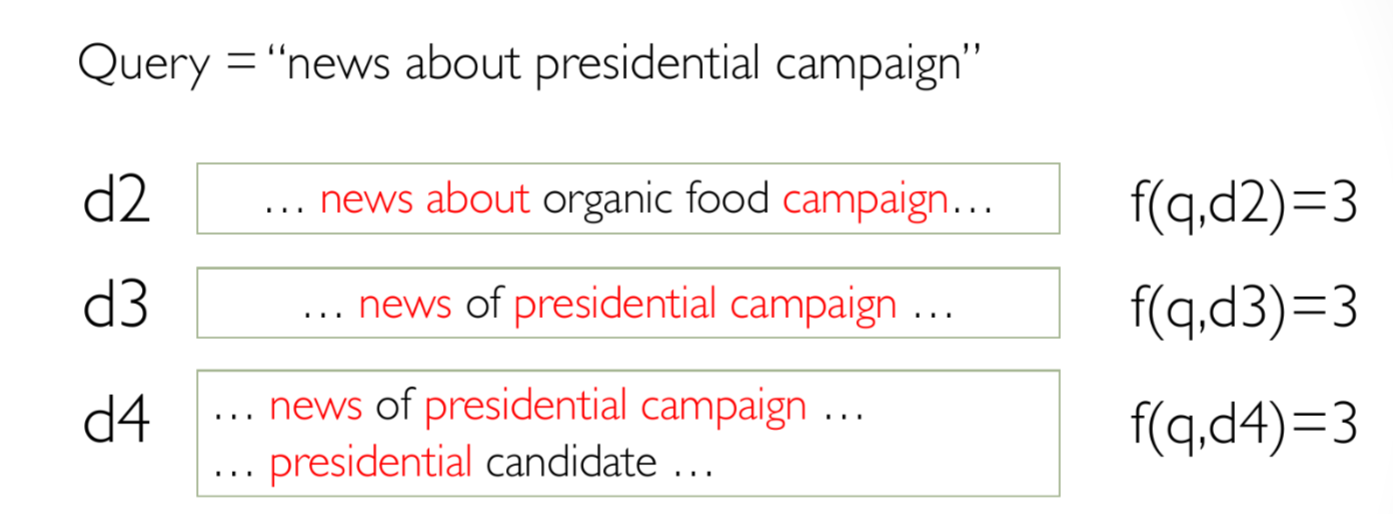 Query = “news about presidential campaign”
d2 … news about organic food campaign… f(q,d2)=3
d3 … news of presidential campaign … f(q,d3)=3
d4 … news of presidential campaign … f(q,d4)=3
… presidential candidate …